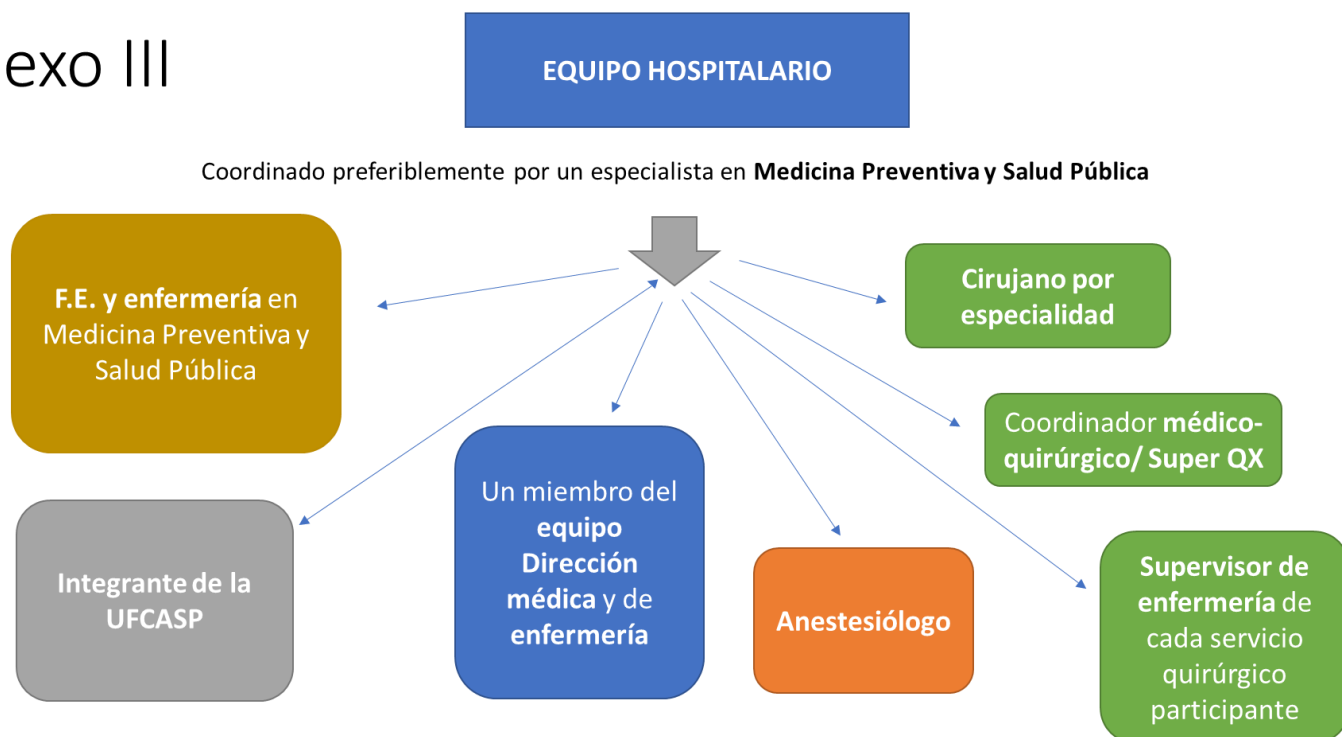 exo III
EQUIPO HOSPITALARIO
Coordinado preferiblemente por un especialista en Medicina Preventiva y Salud Pública
F.E. y enfermería en
Medicina Preventiva y
Salud Pública
Cirujano por
especialidad
Coordinador médico-
quirúrgico/ Super QX
Un miembro del
equipo
Dirección
médica y de
enfermería
Integrante de la
UFCASP
Anestesiólogo
Supervisor de
enfermería de
cada servicio
quirúrgico
participante